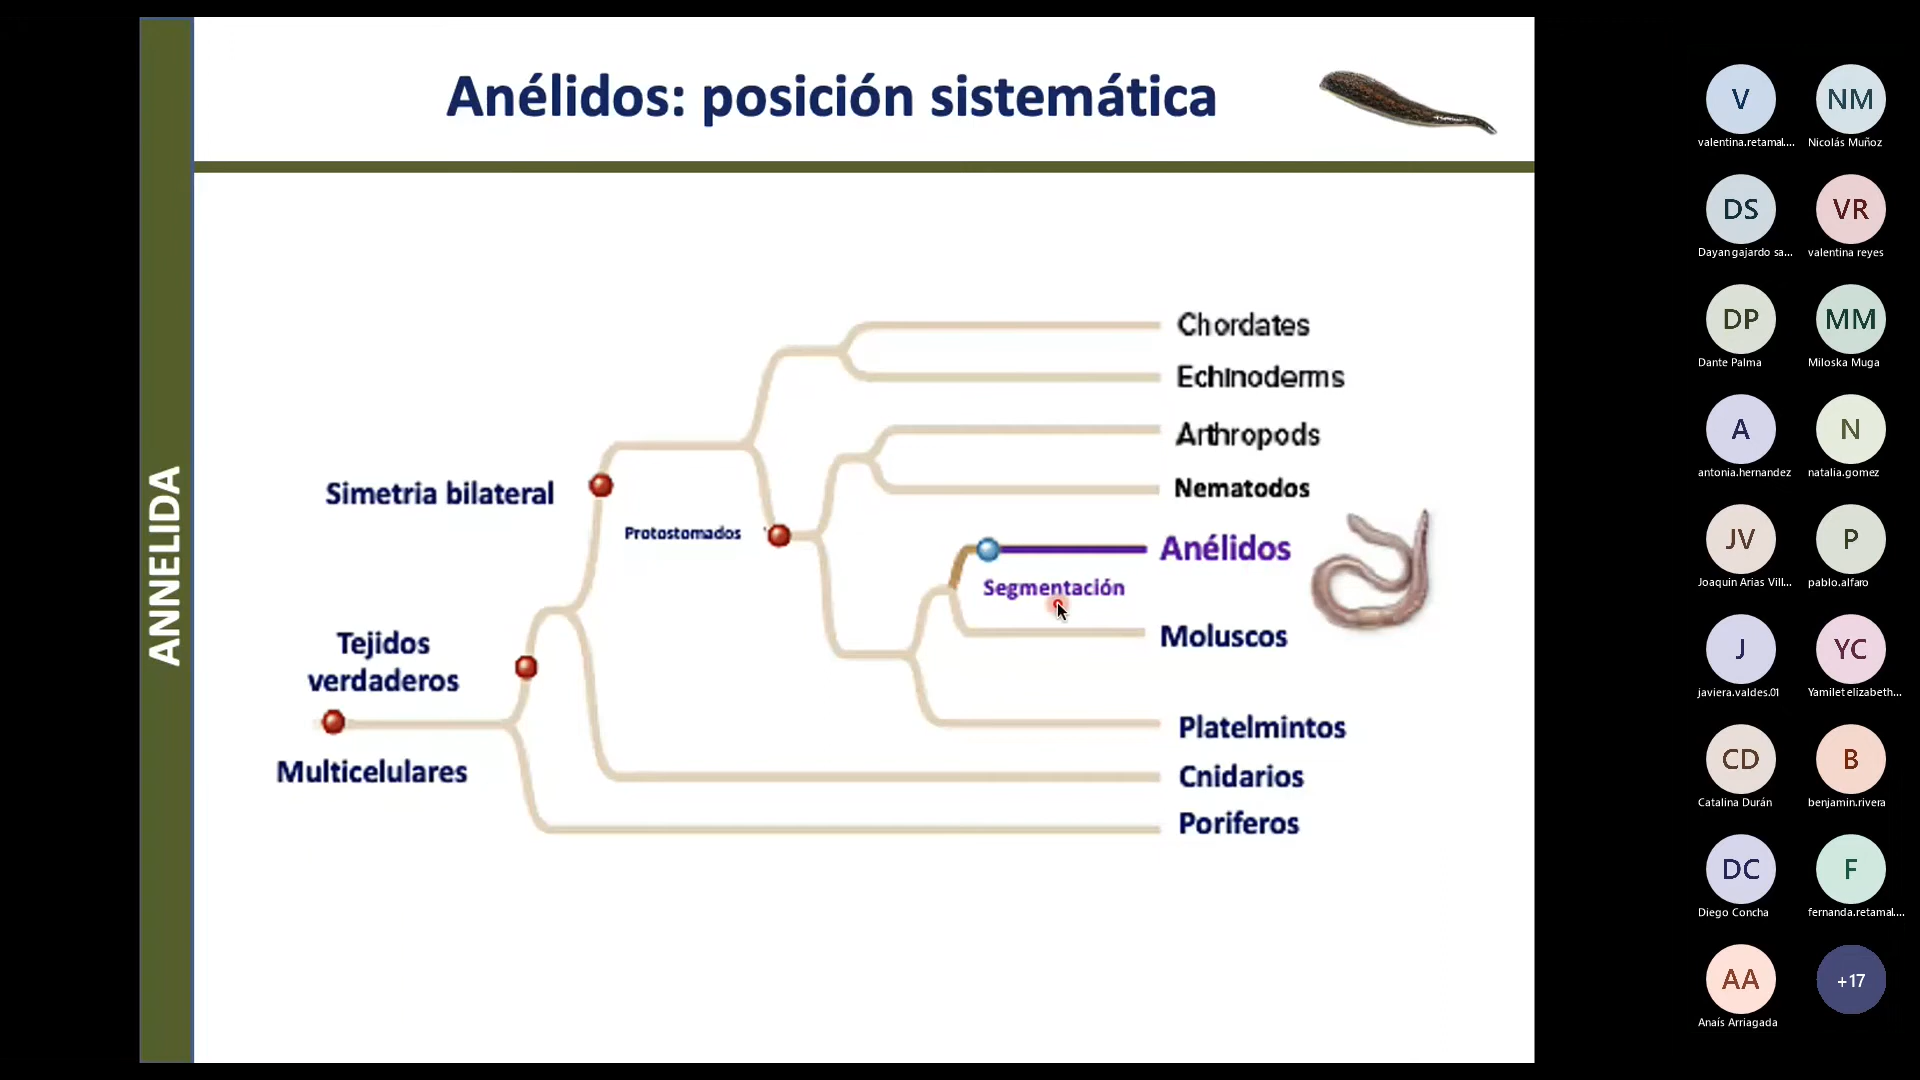 Anélidos: posición sistemática
ANNELIDA
Chordates
Echinoderms
Arthropods
Nematodos
Simetria bilateral
Protostomados
Anélidos
Segmentación
Moluscos
Tejidos
verdaderos
Multicelulares
Platelmintos
Cnidarios
Poriferos
V
valentina.retamal....
NM
Nicolás Muñoz
DS
Dayan gajardo sa...
VR
valentina reyes
DP
Dante Palma
MM
Miloska Muga
A
antonia.hernandez
N
natalia.gomez
JV
Joaquin Arias Vill...
P
pablo.alfaro
J
javiera.valdes.01
YC
Yamilet elizabeth...
CD
Catalina Durán
B
benjamin.rivera
DC
Diego Concha
F
fernanda.retamal....
AA
Anaís Arriagada
+17